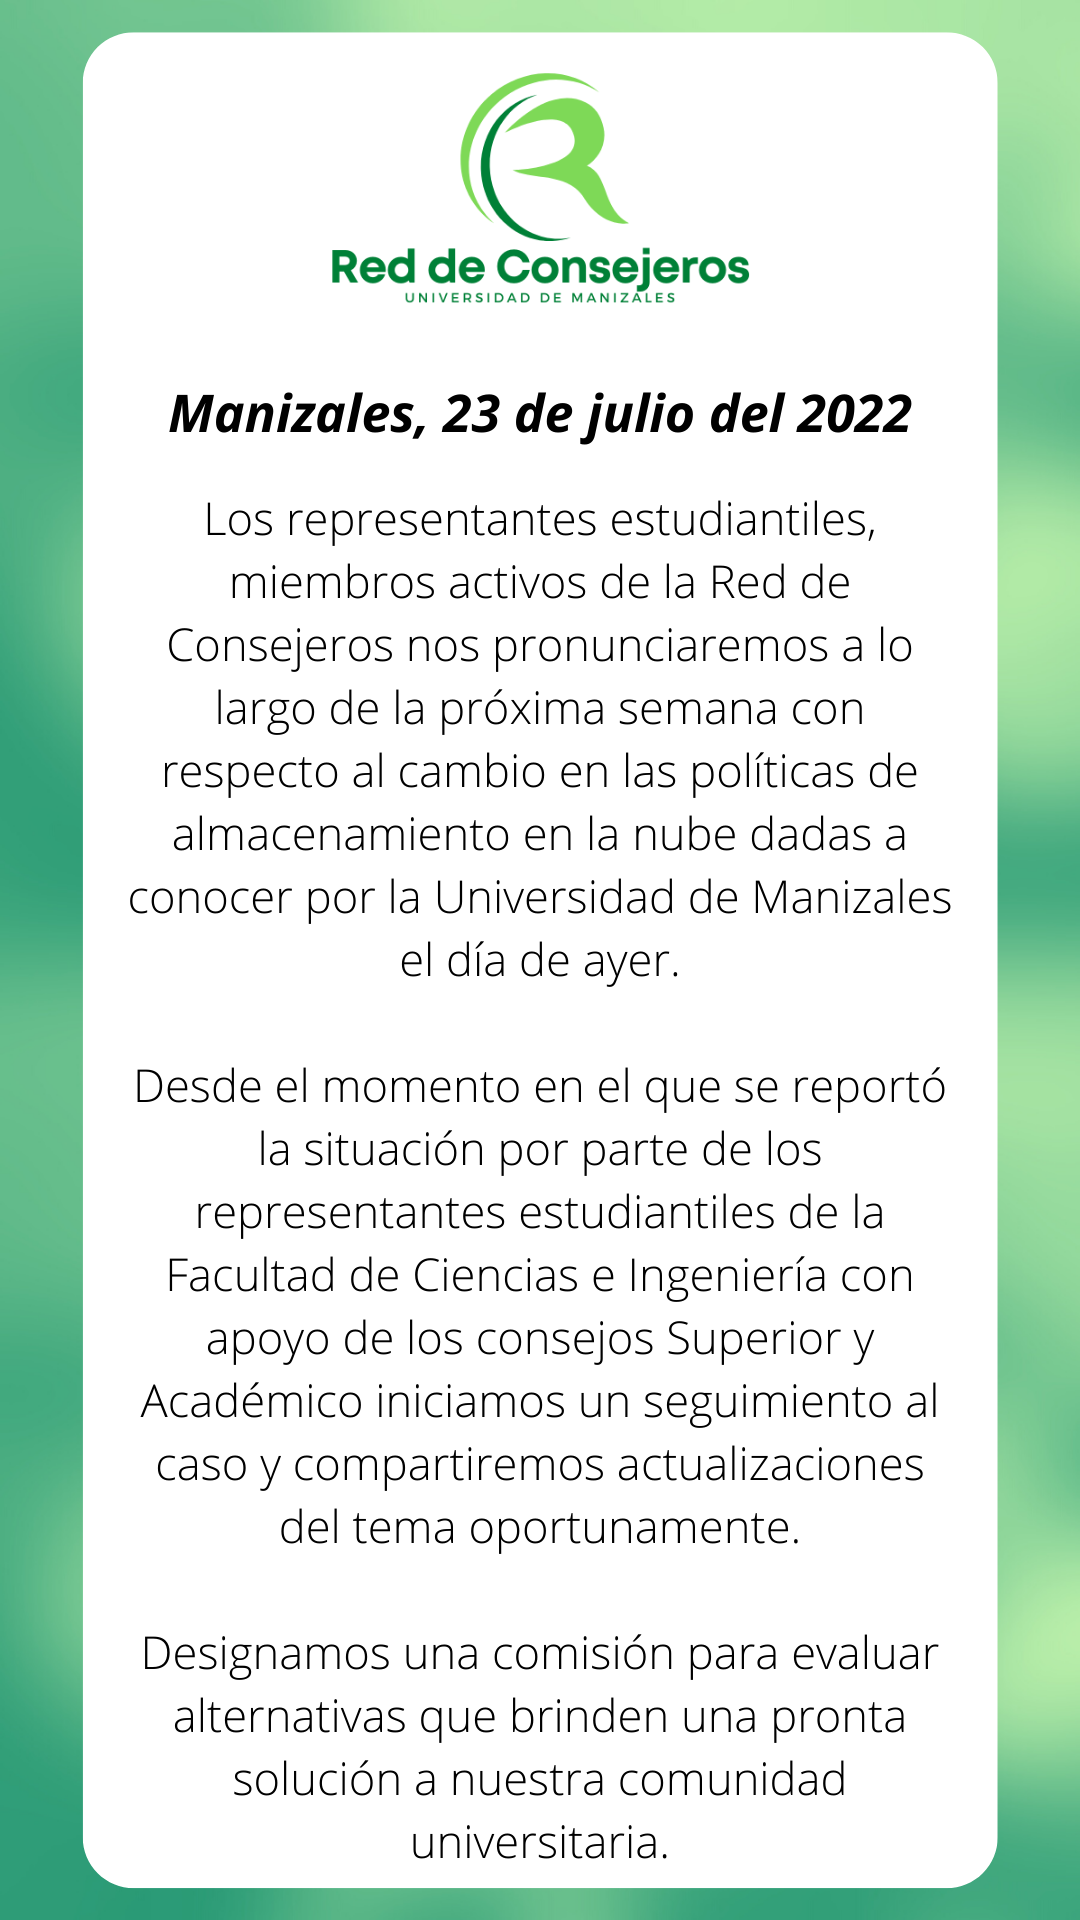 Red de Consejeros
UNIVERSIDAD DE MANIZALES
Manizales, 23 de julio del 2022
Los representantes estudiantiles,
miembros activos de la Red de
Consejeros nos pronunciaremos a lo
largo de la próxima semana con
respecto al cambio en las políticas de
almacenamiento en la nube dadas a
conocer por la Universidad de Manizales
el día de ayer.
Desde el momento en el que se reportó
la situación por parte de los
representantes estudiantiles de la
Facultad de Ciencias e Ingeniería con
apoyo de los consejos Superior y
Académico iniciamos un seguimiento al
caso y compartiremos actualizaciones
del tema oportunamente.
Designamos una comisión para evaluar
alternativas que brinden una pronta
solución a nuestra comunidad
universitaria.